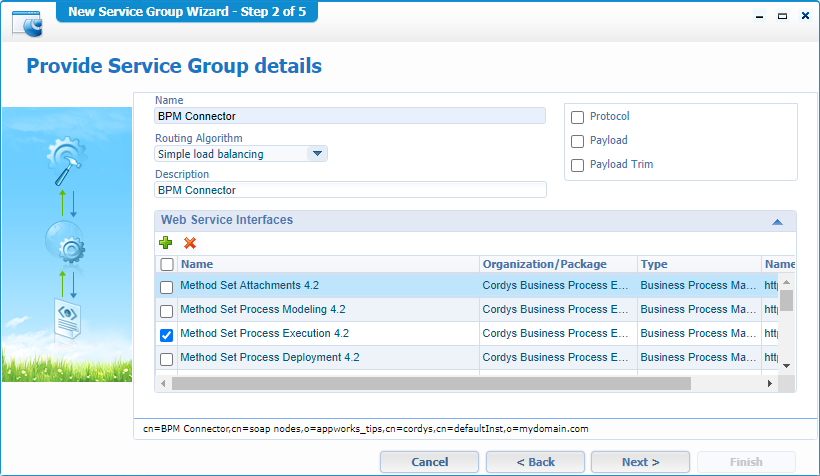 New Service Group Wizard - Step 2 of 5
Provide Service Group details
Name
BPM Connector
Routing Algorithm
Simple load balancing
Description
BPM Connector
Protocol
Payload
Payload Trim
Web Service Interfaces
Name Organization/Package Type Name
Method Set Attachments 4.2 Cordys Business Process E... Business Process Ma... htt
Method Set Process Modeling 4.2 Cordys Business Process E... Business Process Ma... htt
Method Set Process Execution 4.2 Cordys Business Process E... Business Process Ma... htt
Method Set Process Deployment 4.2 Cordys Business Process E... Business Process Ma... htt
cn=BPM Connector,cn=soap nodes,o=appworks_tips,cn=cordys,cn=defaultInst,o=mydomain.com
Cancel < Back Next > Finish